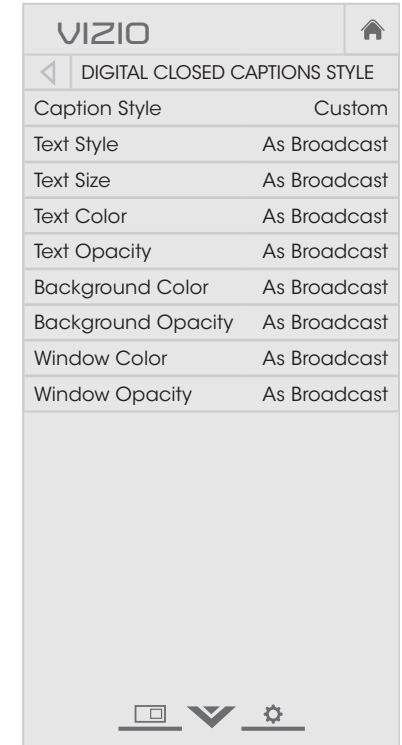 VIZIO
DIGITAL CLOSED CAPTIONS STYLE
Caption Style Custom
Text Style As Broadcast
Text Size As Broadcast
Text Color As Broadcast
Text Opacity As Broadcast
Background Color As Broadcast
Background Opacity As Broadcast
Window Color As Broadcast
Window Opacity As Broadcast